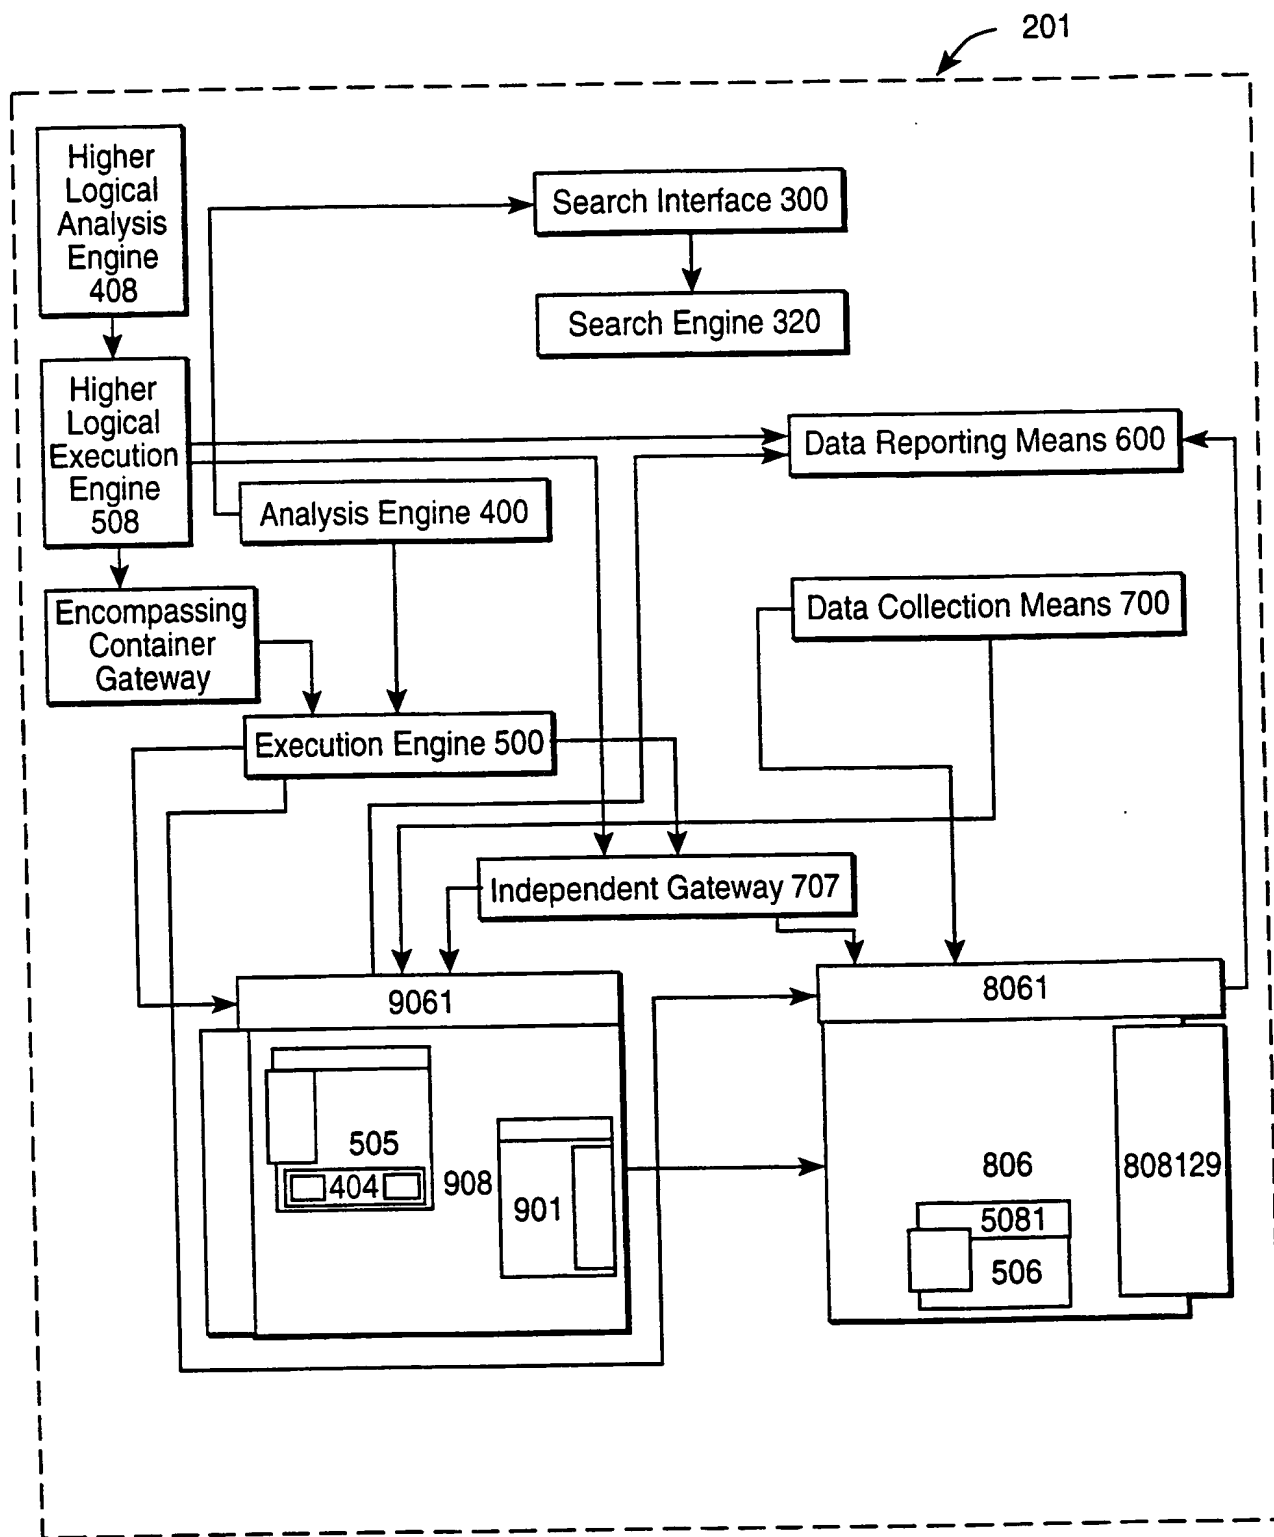 201
Higher
Logical
Analysis
Engine
408
Search Interface 300
Search Engine 320
Higher
Logical
Execution
Engine
508
Data Reporting Means 600
Analysis Engine 400
Encompassing
Container
Gateway
Data Collection Means 700
Execution Engine 500
Independent Gateway 707
9061
8061
505
404
908
901
806
808129
5081
506